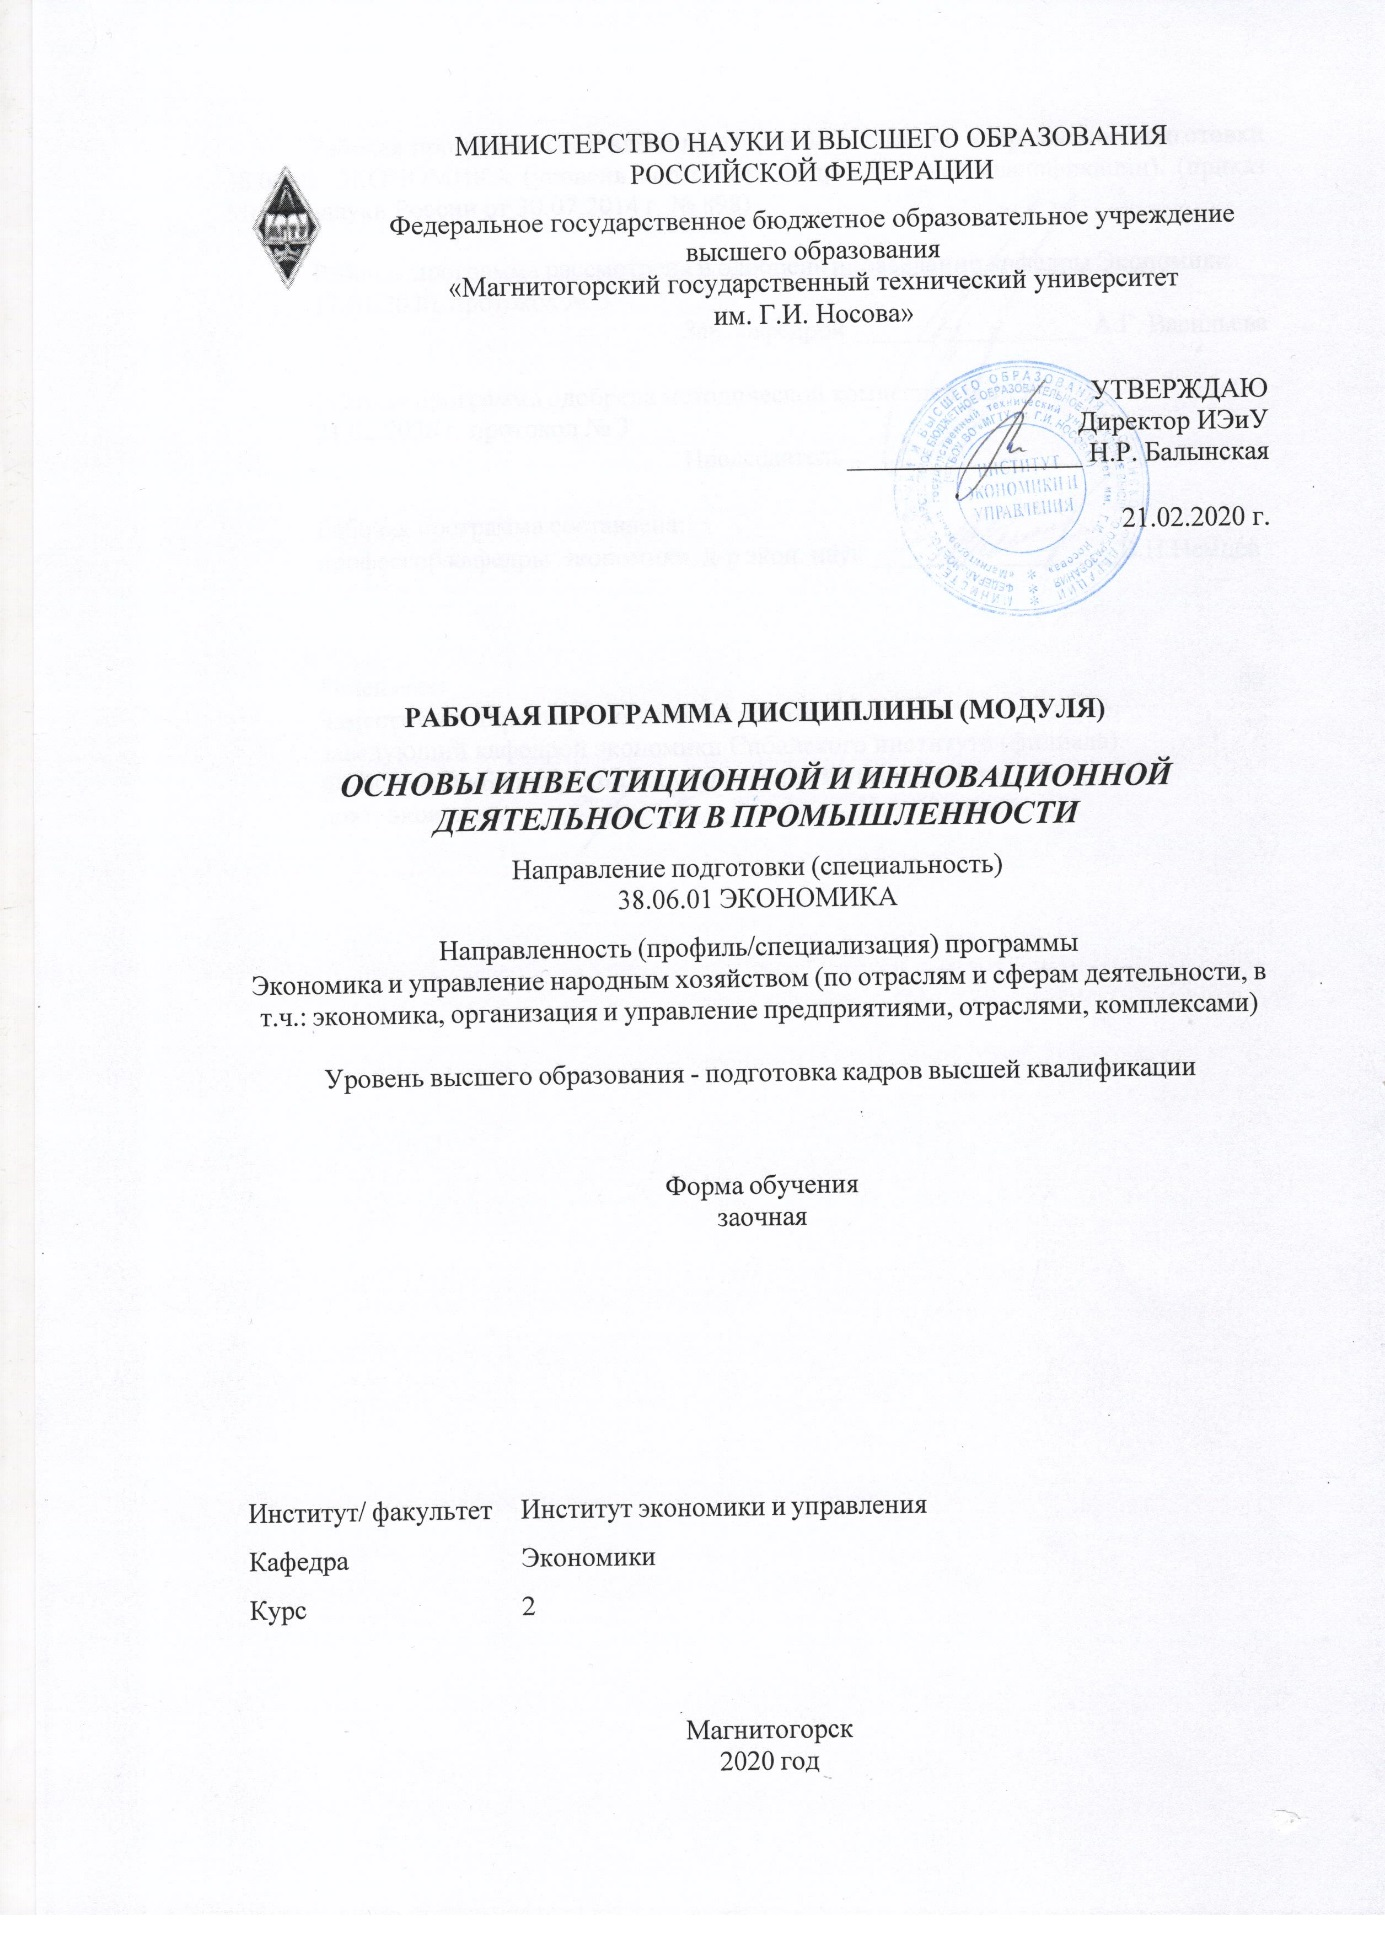 МИНИСТЕРСТВО НАУКИ И ВЫСШЕГО ОБРАЗОВАНИЯ
РОССИЙСКОЙ ФЕДЕРАЦИИ
Федеральное государственное бюджетное образовательное учреждение
высшего образования
«Магнитогорский государственный технический университет
им. Г.И. Носова»
УТВЕРЖДАЮ
Директор ИЭиУ
Н.Р. Балынская
ИНСТИТУТ
ЭКОНОМИКИ И
УПРАВЛЕНИЯ
21.02.2020 г.
РАБОЧАЯ ПРОГРАММА ДИСЦИПЛИНЫ (МОДУЛЯ)
ОСНОВЫ ИНВЕСТИЦИОННОЙ И ИННОВАЦИОННОЙ
ДЕЯТЕЛЬНОСТИ В ПРОМЫШЛЕННОСТИ
Направление подготовки (специальность)
38.06.01 ЭКОНОМИКА
Направленность (профиль/специализация) программы
Экономика и управление народным хозяйством (по отраслям и сферам деятельности, в
т.ч.: экономика, организация и управление предприятиями, отраслями, комплексами)
Уровень высшего образования - подготовка кадров высшей квалификации
Форма обучения
заочная
Институт/ факультет Институт экономики и управления
Кафедра Экономики
Курс 2
Магнитогорск
2020 год